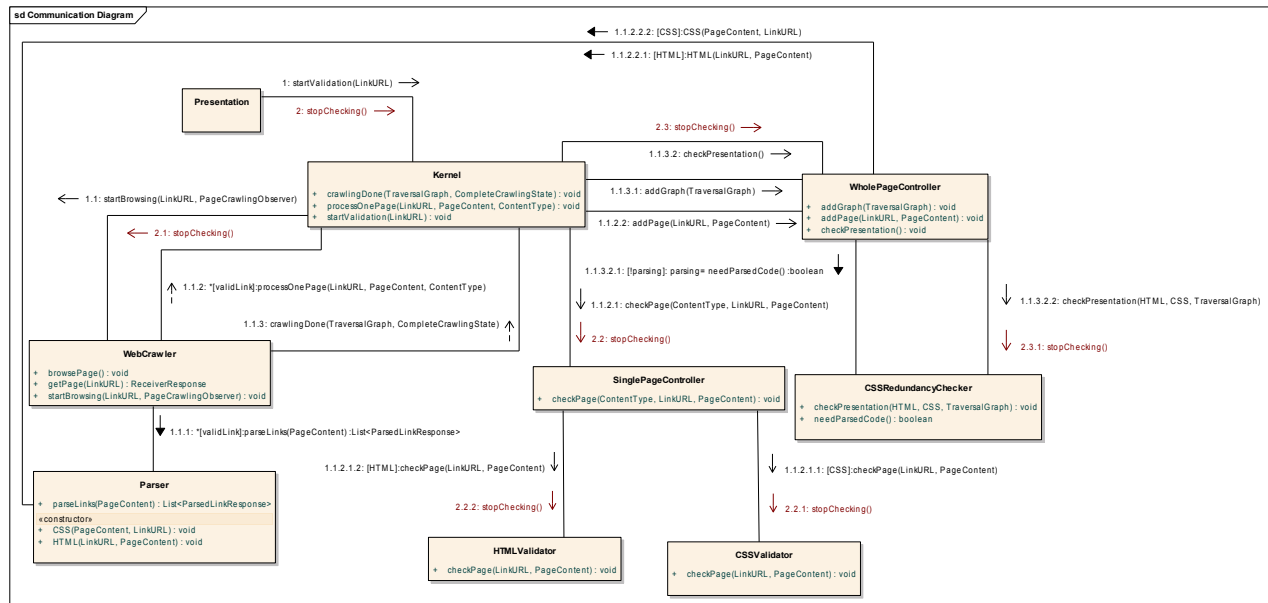 sd Communication Diagram
1.1.2.2.2: [CSS]:CSS(PageContent, LinkURL)
1.1.2.2.1: [HTML]:HTML(LinkURL, PageContent)
1: startValidation(LinkURL)
Presentation
2: stopChecking()
2.3: stopChecking()
1.1.3.2: checkPresentation()
Kernel
+ crawlingDone(TraversalGraph, CompleteCrawlingState) : void
+ processOnePage(LinkURL, PageContent, ContentType) : void
+ startValidation(LinkURL) : void
1.1.3.1: addGraph(TraversalGraph)
WholePageController
+ addGraph(TraversalGraph) : void
+ addPage(LinkURL, PageContent) : void
+ checkPresentation() : void
1.1: startBrowsing(LinkURL, PageCrawlingObserver)
1.1.2.2: addPage(LinkURL, PageContent)
2.1: stopChecking()
1.1.3.2.1: [!parsing]: parsing= needParsedCode() :boolean
1.1.2: *[validLink]:processOnePage(LinkURL, PageContent, ContentType)
1.1.2.1: checkPage(ContentType, LinkURL, PageContent)
1.1.3.2.2: checkPresentation(HTML, CSS, TraversalGraph)
1.1.3: crawlingDone(TraversalGraph, CompleteCrawlingState)
2.2: stopChecking()
2.3.1: stopChecking()
WebCrawler
+ browsePage() : void
+ getPage(LinkURL) : ReceiverResponse
+ startBrowsing(LinkURL, PageCrawlingObserver) : void
SinglePageController
+ checkPage(ContentType, LinkURL, PageContent) : void
CSSRedundancyChecker
+ checkPresentation(HTML, CSS, TraversalGraph) : void
+ needParsedCode() : boolean
1.1.1: *[validLink]:parseLinks(PageContent) :List<ParsedLinkResponse>
1.1.2.1.2: [HTML]:checkPage(LinkURL, PageContent)
1.1.2.1.1: [CSS]:checkPage(LinkURL, PageContent)
Parser
+ parseLinks(PageContent) : List<ParsedLinkResponse>
«constructor»
+ CSS(PageContent, LinkURL) : void
+ HTML(LinkURL, PageContent) : void
2.2.2: stopChecking()
2.2.1: stopChecking()
HTMLValidator
+ checkPage(LinkURL, PageContent) : void
CSSValidator
+ checkPage(LinkURL, PageContent) : void